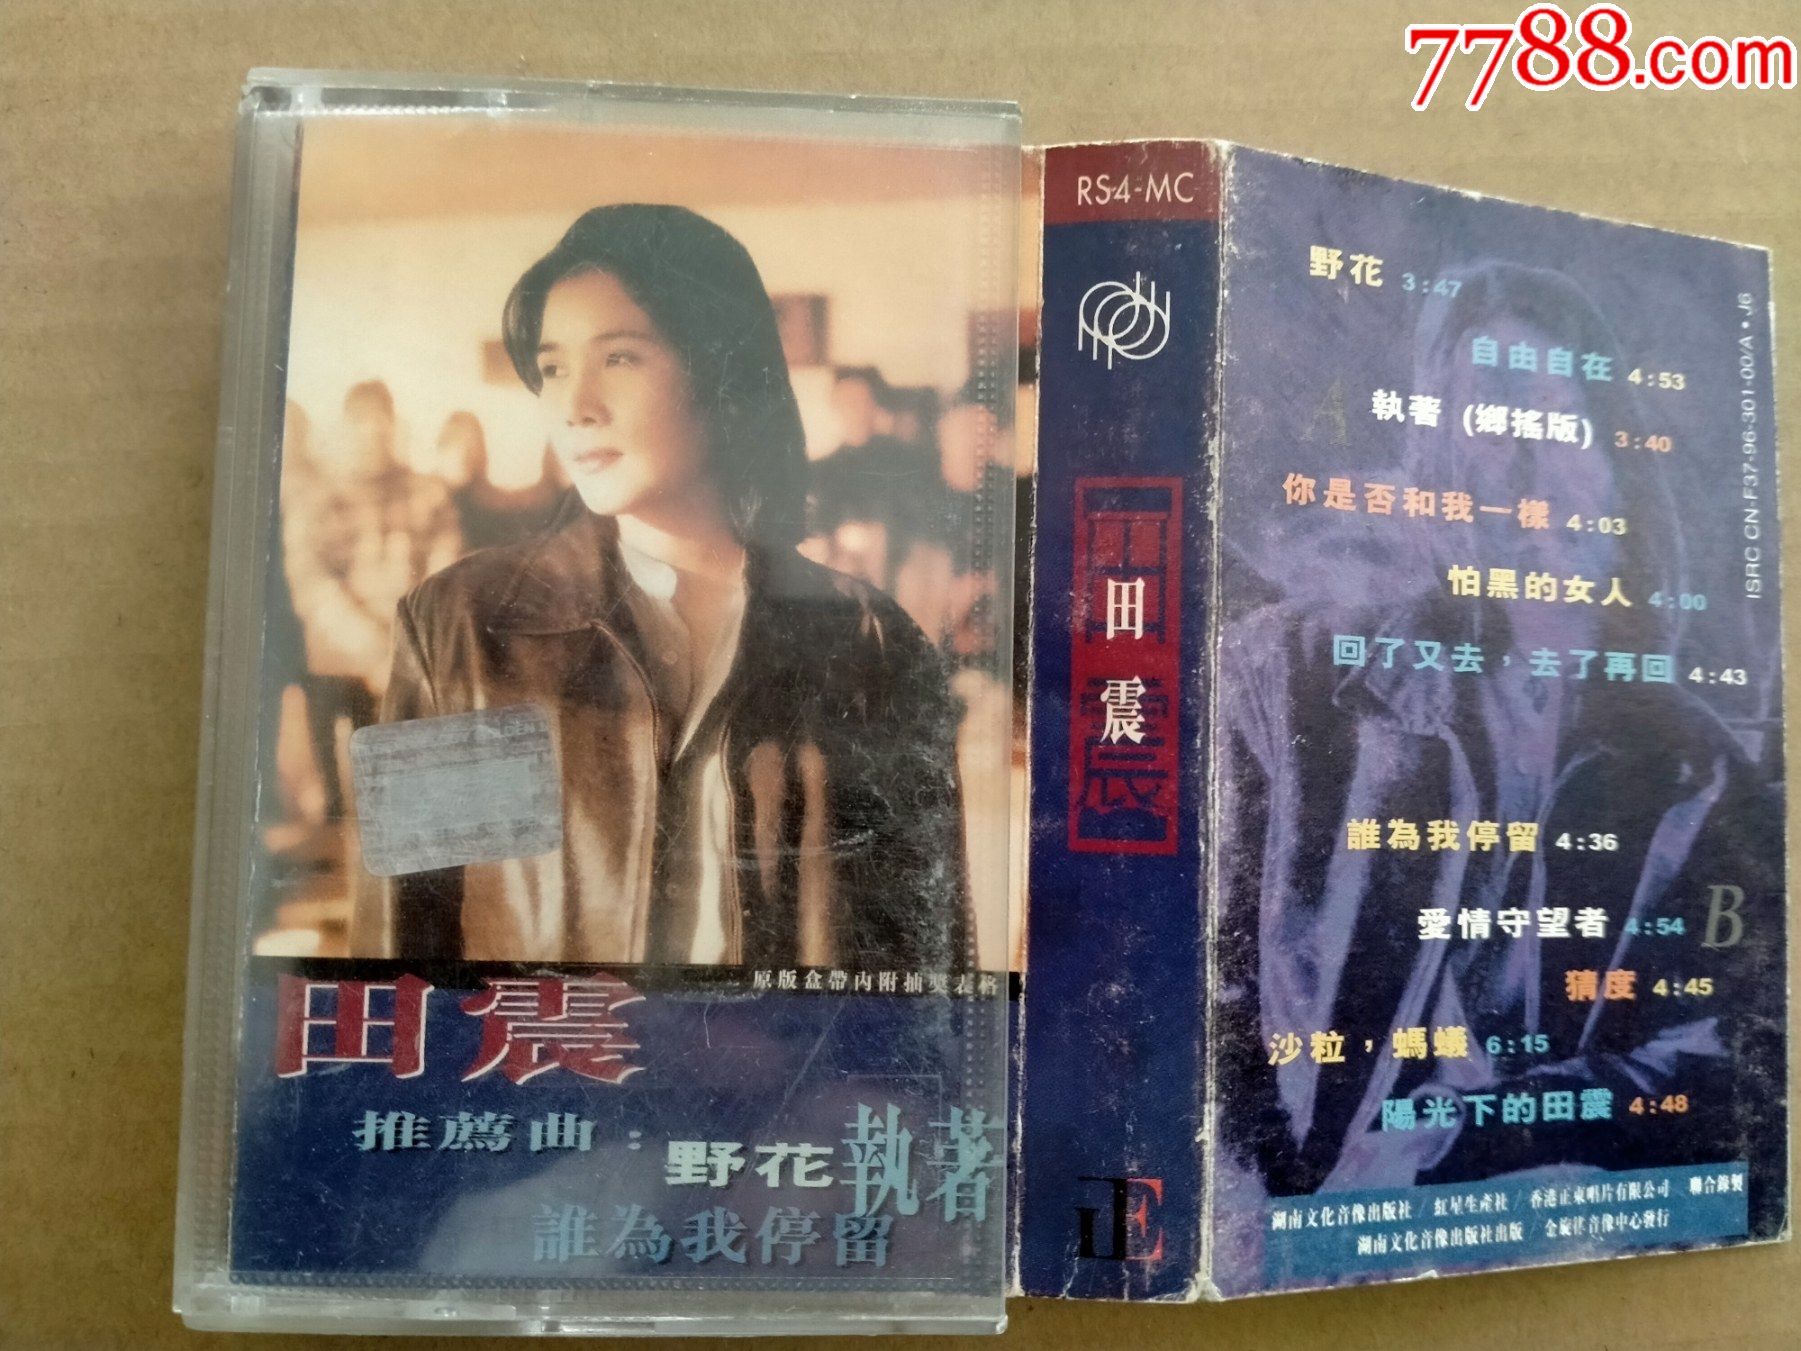 7788.com
原版盒帶內附抽獎表格
田震
推薦曲：野花 執著
誰為我停留
RS4-MC
田震
田震
野花 3:47
自由自在 4:53
A
執著 (鄉搖版) 3:40
你是否和我一樣 4:03
怕黑的女人 4:00
回了又去，去了再回 4:43
誰為我停留 4:36
愛情守望者 4:54
B
猜度 4:45
沙粒，螞蟻 6:15
陽光下的田震 4:48
湖南文化音像出版社 / 紅星生產社 / 香港正東唱片有限公司 聯合錄製
湖南文化音像出版社出版 / 金旋律音像中心發行
ISRC CN-F37-96-301-00/A·J6